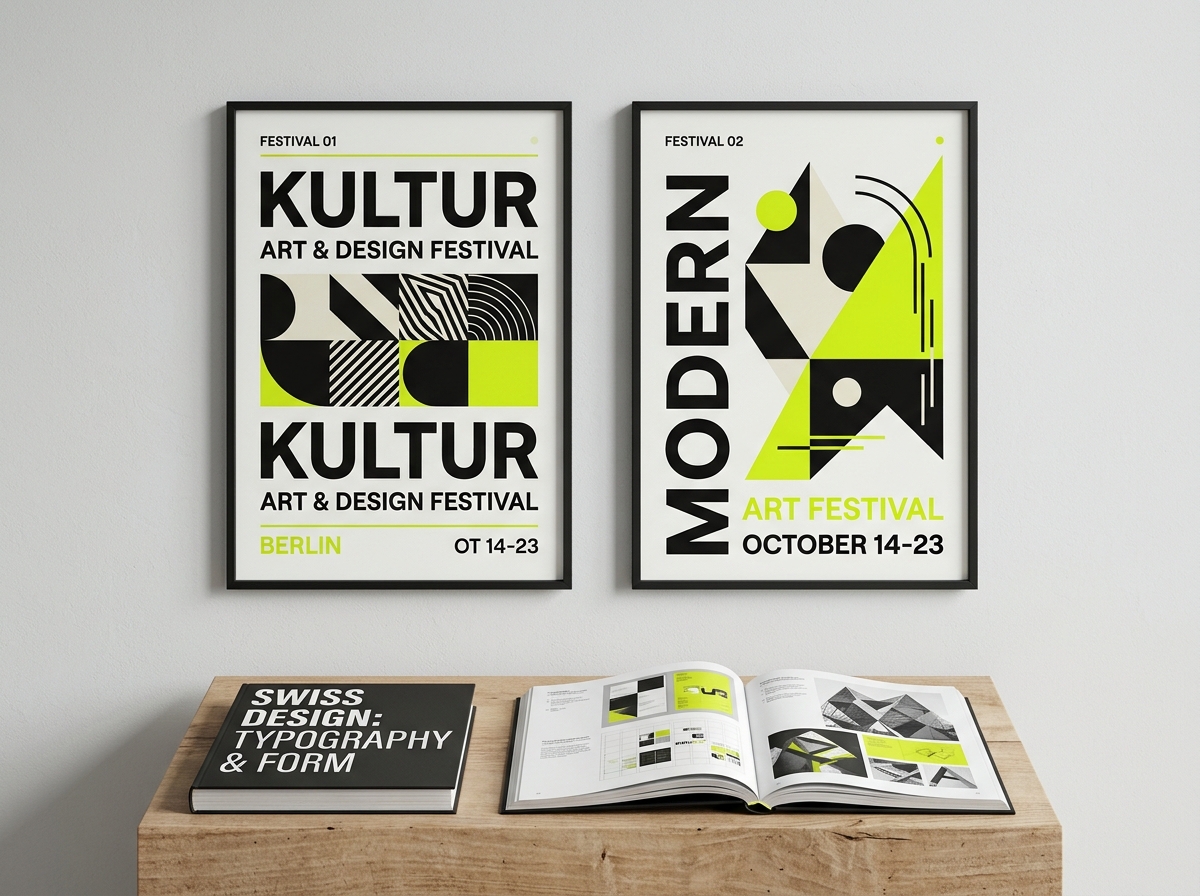 FESTIVAL 01
KULTUR
ART & DESIGN FESTIVAL
KULTUR
ART & DESIGN FESTIVAL
BERLIN
OT 14-23
FESTIVAL 02
MODERN
ART FESTIVAL
OCTOBER 14-23
SWISS
DESIGN:
TYPOGRAPHY
& FORM